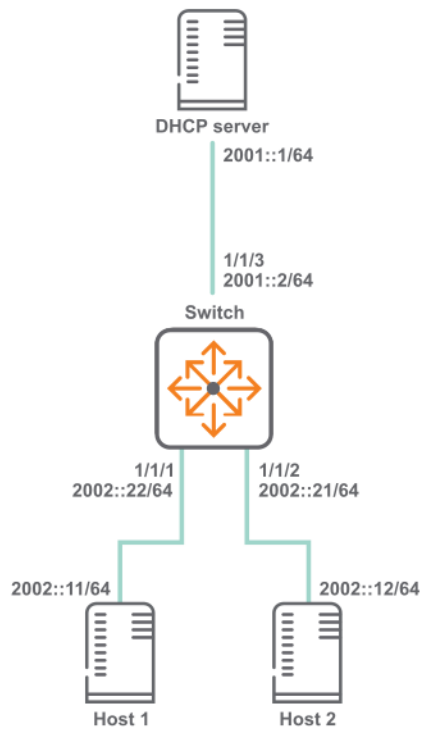 DHCP server
2001::1/64
1/1/3
2001::2/64
Switch
1/1/1
2002::22/64
1/1/2
2002::21/64
2002::11/64
2002::12/64
Host 1
Host 2